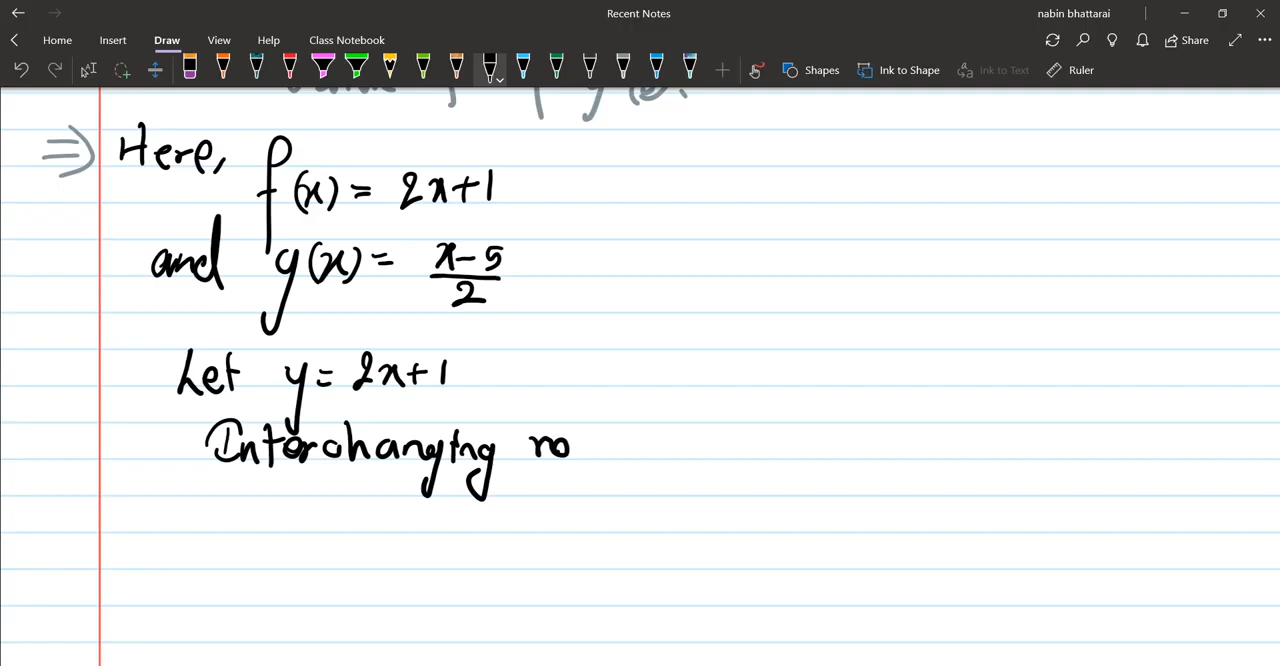 Recent Notes
nabin bhattarai
Home Insert Draw View Help Class Notebook
Share
Shapes Ink to Shape Ink to Text Ruler
⇒ Here,
f(x) = 2x+1
and g(x) = x-5/2
Let y = 2x+1
Interchanging ro